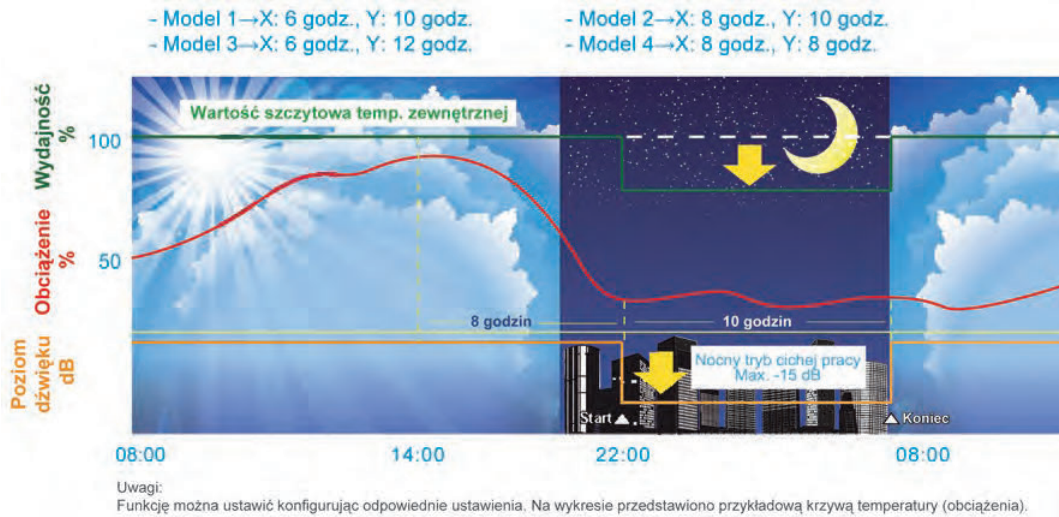 - Model 1→X: 6 godz., Y: 10 godz.
- Model 2→X: 8 godz., Y: 10 godz.
- Model 3→X: 6 godz., Y: 12 godz.
- Model 4→X: 8 godz., Y: 8 godz.
Wydajność
%
Obciążenie
%
Poziom
dźwięku
dB
100
50
Wartość szczytowa temp. zewnętrznej
8 godzin
10 godzin
Nocny tryb cichej pracy
Max. -15 dB
Start
Koniec
08:00
14:00
22:00
08:00
Uwagi:
Funkcję można ustawić konfigurując odpowiednie ustawienia. Na wykresie przedstawiono przykładową krzywą temperatury (obciążenia).